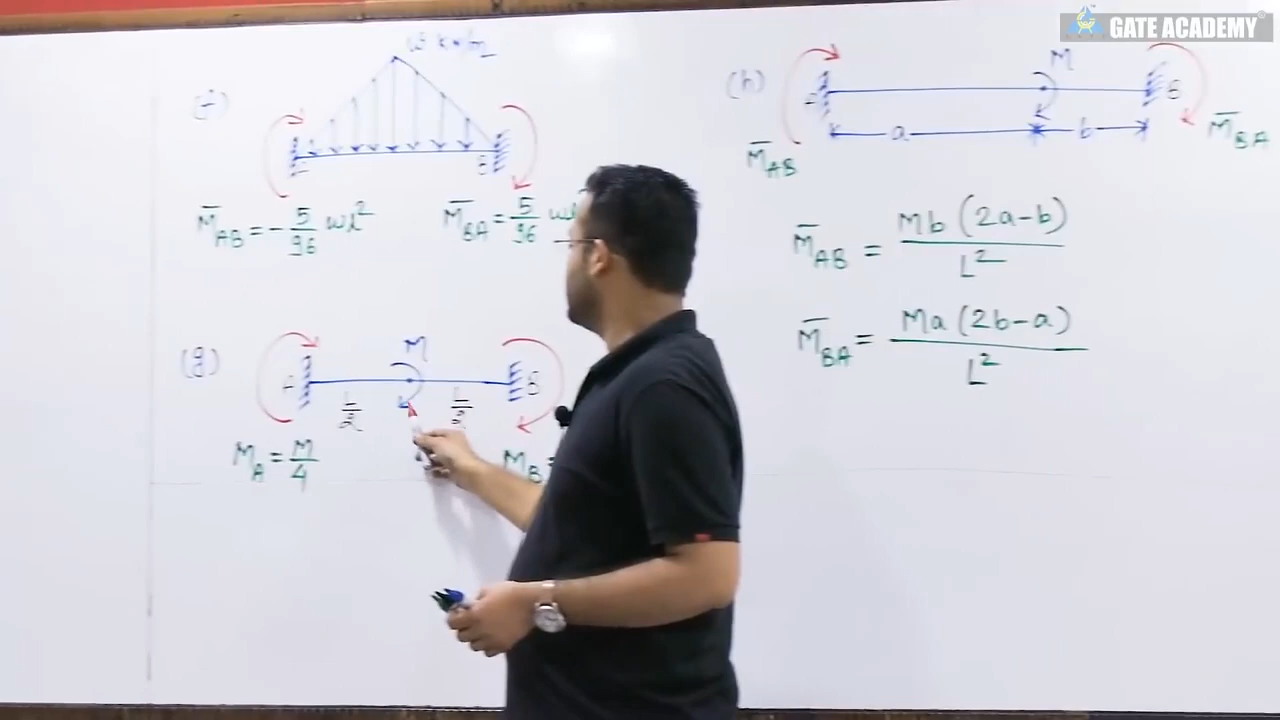 GATE ACADEMY
(f)
w kN/m
B
M̅AB = -5/96 wl²
M̅BA = 5/96 wl
(g)
M
A
B
L/2
L/2
MA = M/4
MB =
(h)
M
A
B
a
b
M̅AB
M̅BA
M̅AB = Mb (2a-b)/L²
M̅BA = Ma (2b-a)/L²